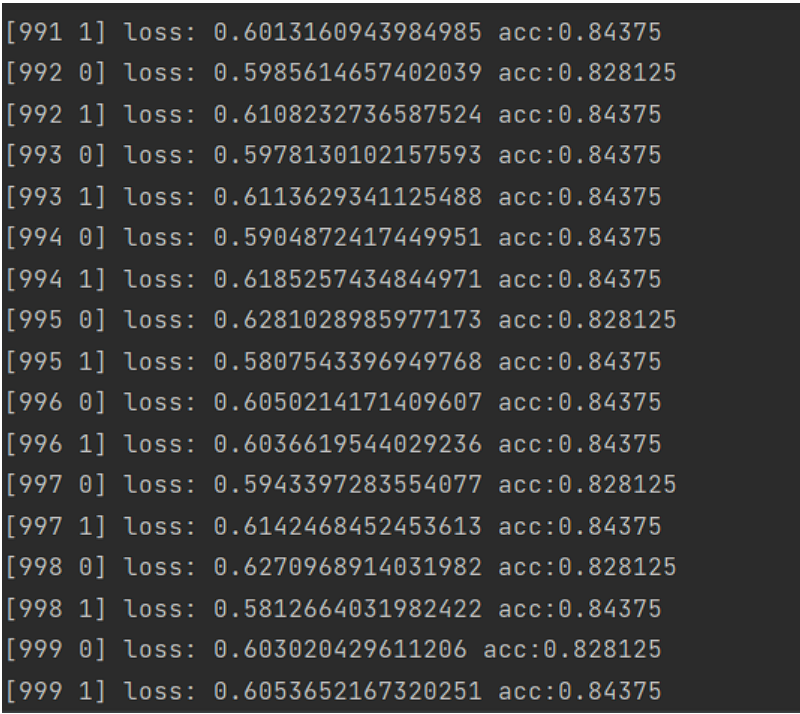 [991 1] loss: 0.6013160943984985 acc:0.84375
[992 0] loss: 0.5985614657402039 acc:0.828125
[992 1] loss: 0.6108232736587524 acc:0.84375
[993 0] loss: 0.5978130102157593 acc:0.84375
[993 1] loss: 0.6113629341125488 acc:0.84375
[994 0] loss: 0.5904872417449951 acc:0.84375
[994 1] loss: 0.6185257434844971 acc:0.84375
[995 0] loss: 0.6281028985977173 acc:0.828125
[995 1] loss: 0.5807543396949768 acc:0.84375
[996 0] loss: 0.6050214171409607 acc:0.84375
[996 1] loss: 0.6036619544029236 acc:0.84375
[997 0] loss: 0.5943397283554077 acc:0.828125
[997 1] loss: 0.6142468452453613 acc:0.84375
[998 0] loss: 0.6270968914031982 acc:0.828125
[998 1] loss: 0.5812664031982422 acc:0.84375
[999 0] loss: 0.603020429611206 acc:0.828125
[999 1] loss: 0.6053652167320251 acc:0.84375